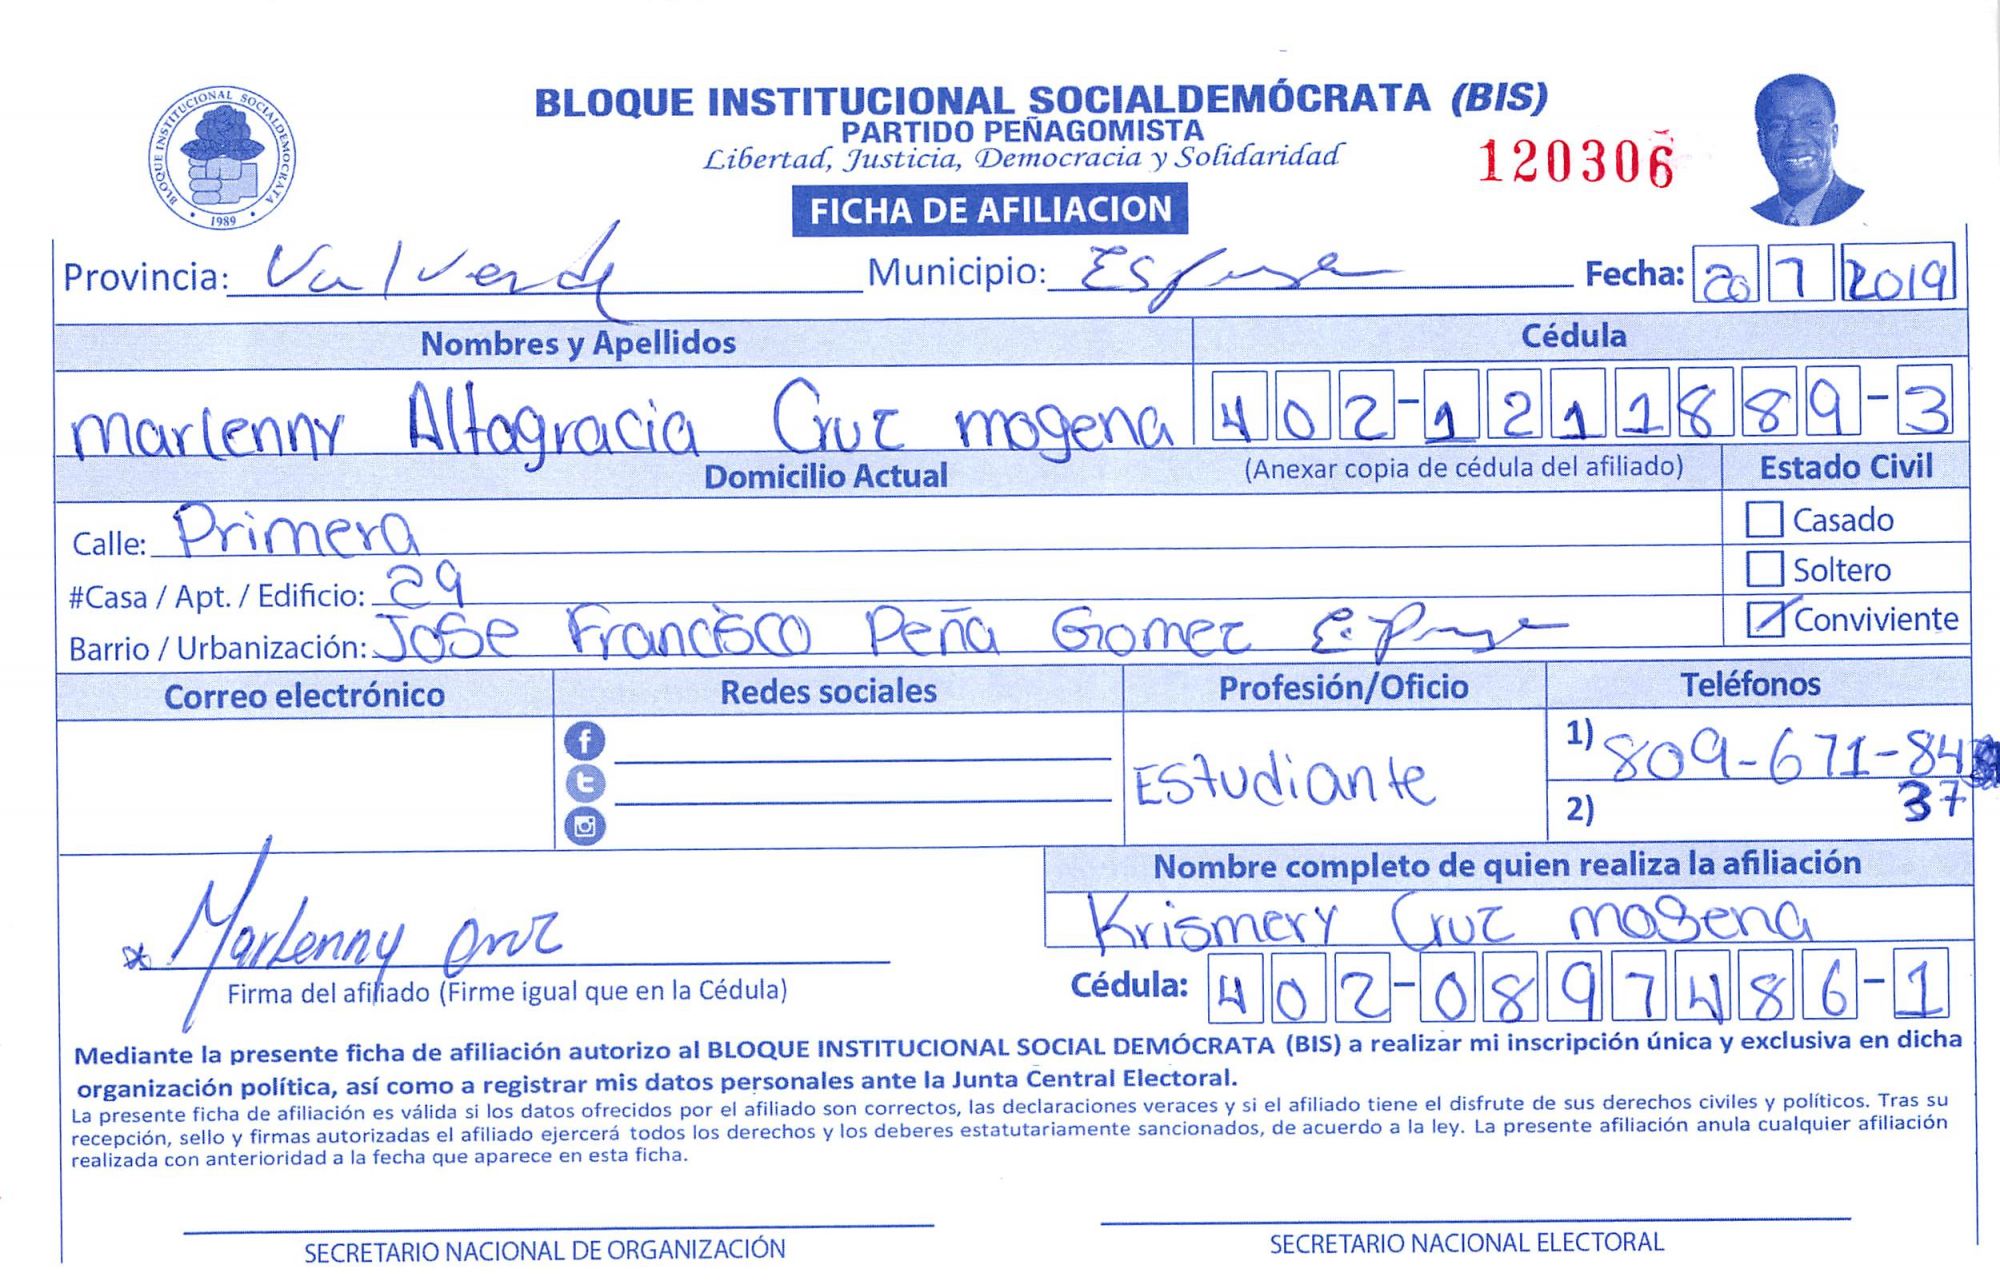 BLOQUE INSTITUCIONAL SOCIALDEMÓCRATA
1989
BLOQUE INSTITUCIONAL SOCIALDEMÓCRATA (BIS)
PARTIDO PEÑAGOMISTA
Libertad, Justicia, Democracia y Solidaridad
120306
FICHA DE AFILIACION
Provincia: Valverde Municipio: Fecha: 20 7 2019
Nombres y Apellidos Cédula
Marlenny Altagracia Cruz mogena 402-1211889-3
Domicilio Actual (Anexar copia de cédula del afiliado) Estado Civil
Calle: Primera Casado
#Casa / Apt. / Edificio: 29 Soltero
Barrio / Urbanización: Jose Francisco Peña Gomez Conviviente
Correo electrónico Redes sociales Profesión/Oficio Teléfonos
Estudiante 1) 809-671-84
2) 37
Nombre completo de quien realiza la afiliación
Krismery Cruz mogena
Marlenny Cruz
Firma del afiliado (Firme igual que en la Cédula) Cédula: 402-0897486-1
Mediante la presente ficha de afiliación autorizo al BLOQUE INSTITUCIONAL SOCIAL DEMÓCRATA (BIS) a realizar mi inscripción única y exclusiva en dicha
organización política, así como a registrar mis datos personales ante la Junta Central Electoral.
La presente ficha de afiliación es válida si los datos ofrecidos por el afiliado son correctos, las declaraciones veraces y si el afiliado tiene el disfrute de sus derechos civiles y políticos. Tras su
recepción, sello y firmas autorizadas el afiliado ejercerá todos los derechos y los deberes estatutariamente sancionados, de acuerdo a la ley. La presente afiliación anula cualquier afiliación
realizada con anterioridad a la fecha que aparece en esta ficha.
SECRETARIO NACIONAL DE ORGANIZACIÓN SECRETARIO NACIONAL ELECTORAL